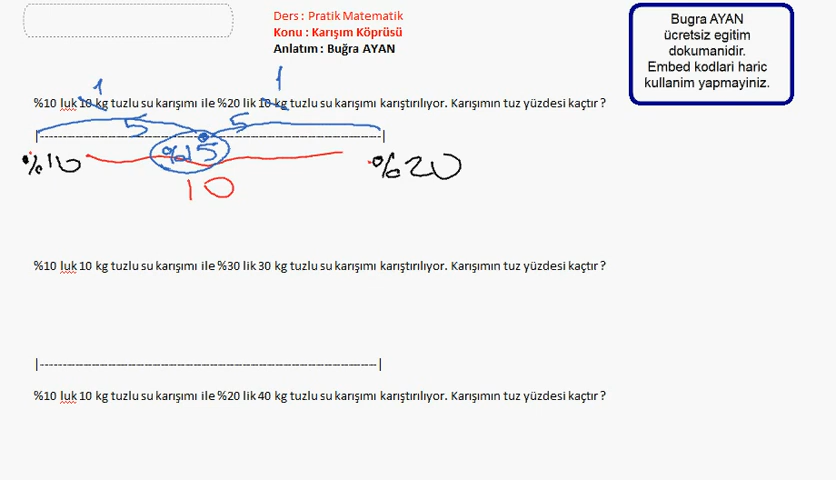 Ders : Pratik Matematik
Konu : Karışım Köprüsü
Anlatım : Buğra AYAN
Bugra AYAN
ücretsiz egitim
dokumanidir.
Embed kodlari haric
kullanim yapmayiniz.
1 1
%10 luk 10 kg tuzlu su karışımı ile %20 lik 10 kg tuzlu su karışımı karıştırılıyor. Karışımın tuz yüzdesi kaçtır ?
5 5
%10 %15 %20
10
%10 luk 10 kg tuzlu su karışımı ile %30 lik 30 kg tuzlu su karışımı karıştırılıyor. Karışımın tuz yüzdesi kaçtır ?
%10 luk 10 kg tuzlu su karışımı ile %20 lik 40 kg tuzlu su karışımı karıştırılıyor. Karışımın tuz yüzdesi kaçtır ?